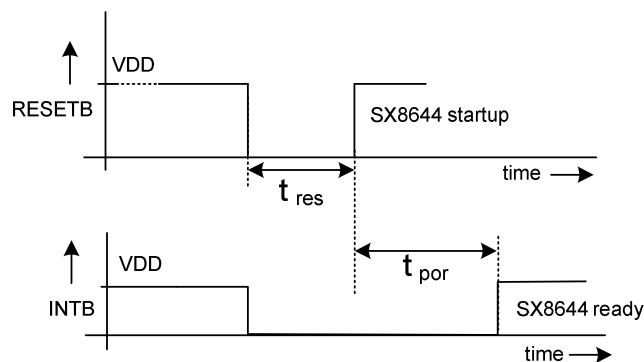 VDD
RESETB
SX8644 startup
time
t res
VDD
t por
INTB
SX8644 ready
time